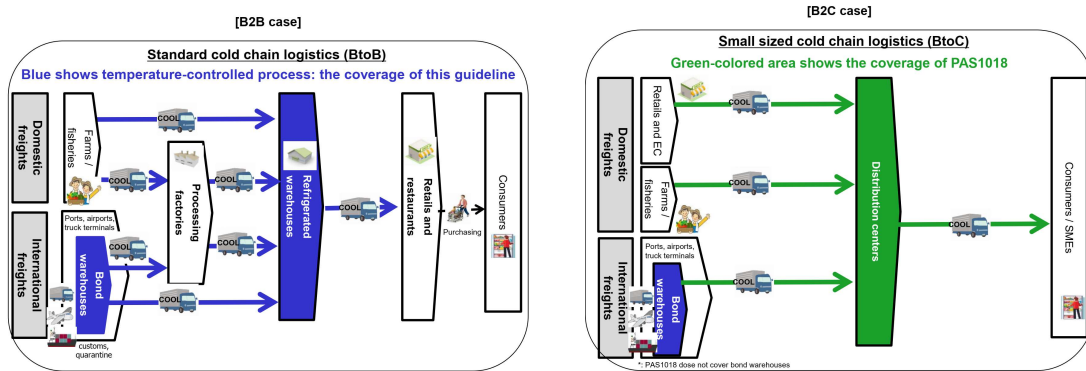 [B2B case]
Standard cold chain logistics (BtoB)
Blue shows temperature-controlled process: the coverage of this guideline
Domestic
freights
Farms /
fisheries
COOL
COOL
Processing
factories
COOL
COOL
Refrigerated
warehouses
COOL
Retails and
restaurants
Purchasing
Consumers
International
freights
Ports, airports,
truck terminals
Bond
warehouses
COOL
COOL
customs,
quarantine
[B2C case]
Small sized cold chain logistics (BtoC)
Green-colored area shows the coverage of PAS1018
Domestic
freights
Retails and EC
COOL
Farms /
fisheries
COOL
Distribution centers
COOL
Consumers / SMEs
International
freights
Ports, airports,
truck terminals
Bond
warehouses
COOL
*: PAS1018 dose not cover bond warehouses